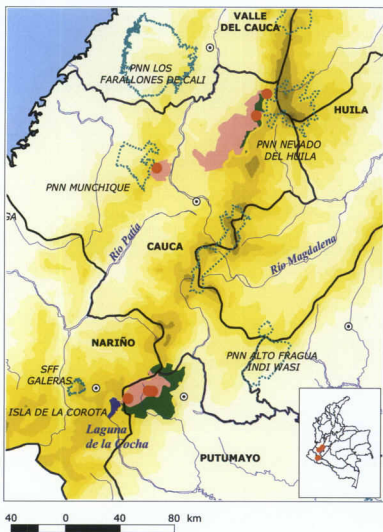 VALLE
DEL CAUCA
PNN LOS
FARALLONES DE CALI
HUILA
PNN NEVADO
DEL HUILA
PNN MUNCHIQUE
CAUCA
Río Patía
Río Magdalena
NARIÑO
PNN ALTO FRAGUA
INDI WASI
SFF
GALERAS
ISLA DE LA COROTA
Laguna
de la Cocha
PUTUMAYO
40 0 40 80 km